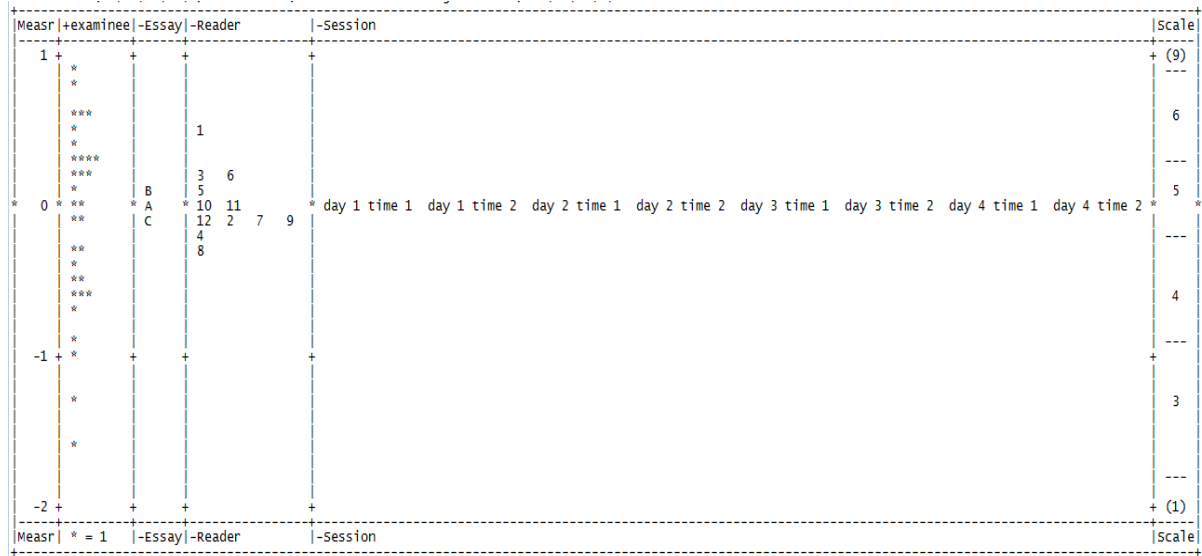 |Measr|+examinee|-Essay|-Reader |-Session |Scale|
1 + + + + + (9)
* ---
*
*** 6
* 1
*
**** ---
*** 3 6
* B 5 5
* 0 * ** * A * 10 11 * day 1 time 1 day 1 time 2 day 2 time 1 day 2 time 2 day 3 time 1 day 3 time 2 day 4 time 1 day 4 time 2 * *
** C 12 2 7 9
4 ---
** 8
*
**
*** 4
*
* ---
-1 + * + + + +
* 3
*
---
-2 + + + + + (1)
|Measr| * = 1 |-Essay|-Reader |-Session |Scale|